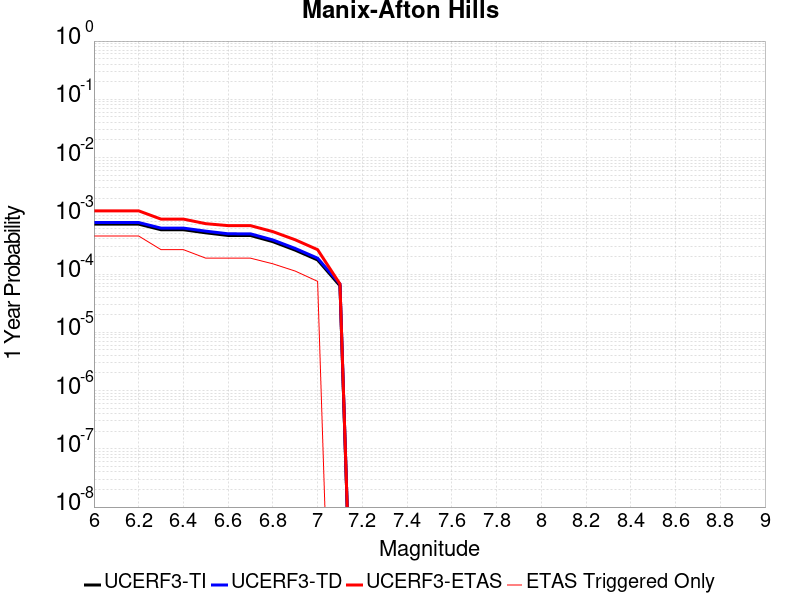 Manix-Afton Hills
10^0
10^-1
10^-2
10^-3
10^-4
10^-5
10^-6
10^-7
10^-8
1 Year Probability
6 6.2 6.4 6.6 6.8 7 7.2 7.4 7.6 7.8 8 8.2 8.4 8.6 8.8 9
Magnitude
UCERF3-TI UCERF3-TD UCERF3-ETAS ETAS Triggered Only